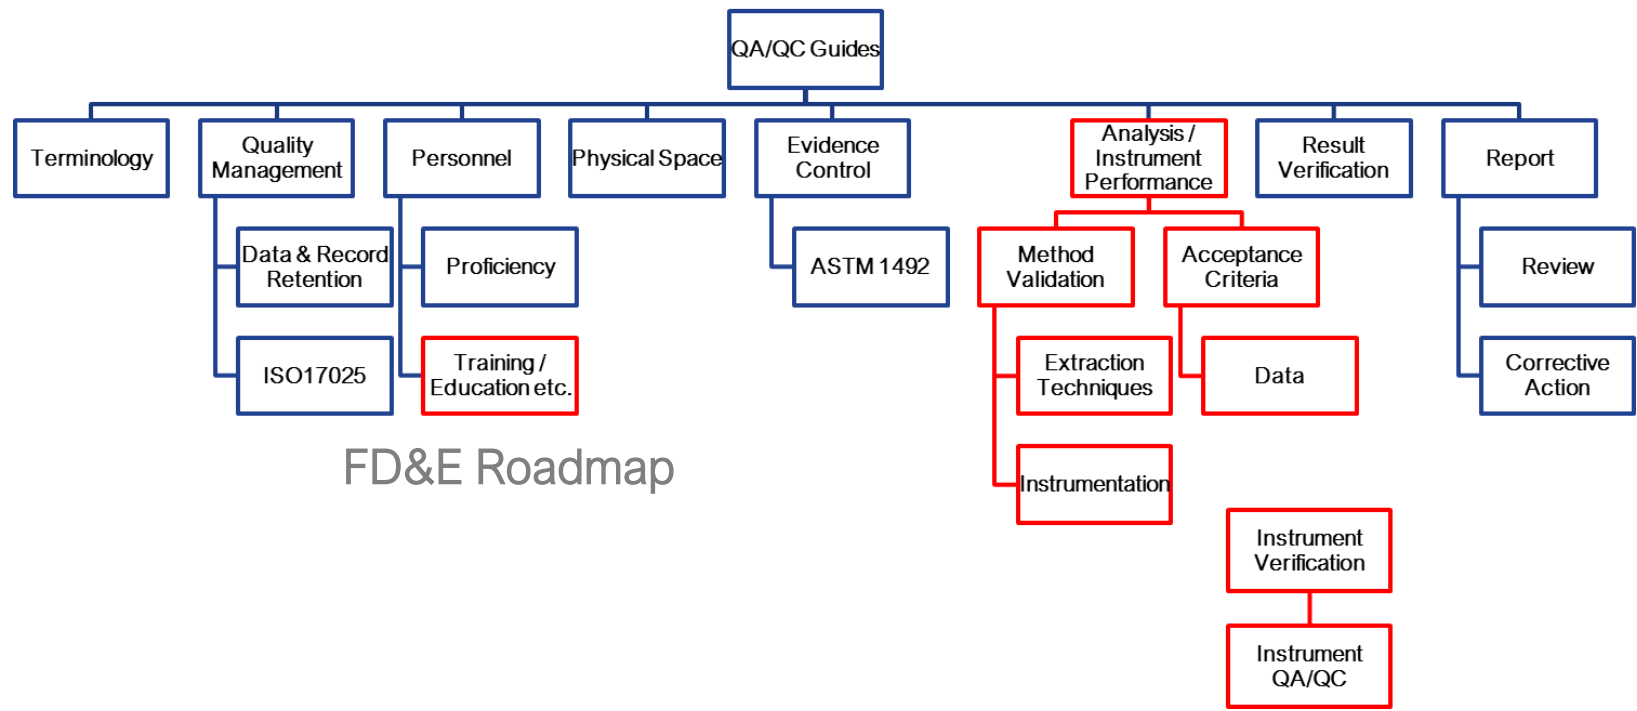 QA/QC Guides
Terminology
Quality
Management
Personnel
Physical Space
Evidence
Control
Analysis /
Instrument
Performance
Result
Verification
Report
Data & Record
Retention
Proficiency
ASTM 1492
Method
Validation
Acceptance
Criteria
Review
ISO17025
Training /
Education etc.
Extraction
Techniques
Data
Corrective
Action
FD&E Roadmap
Instrumentation
Instrument
Verification
Instrument
QA/QC